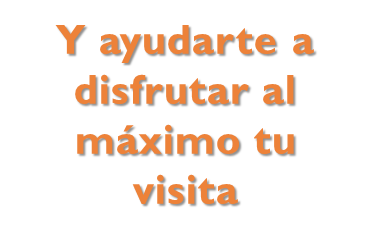 Y ayudarte a
disfrutar al
máximo tu
visita